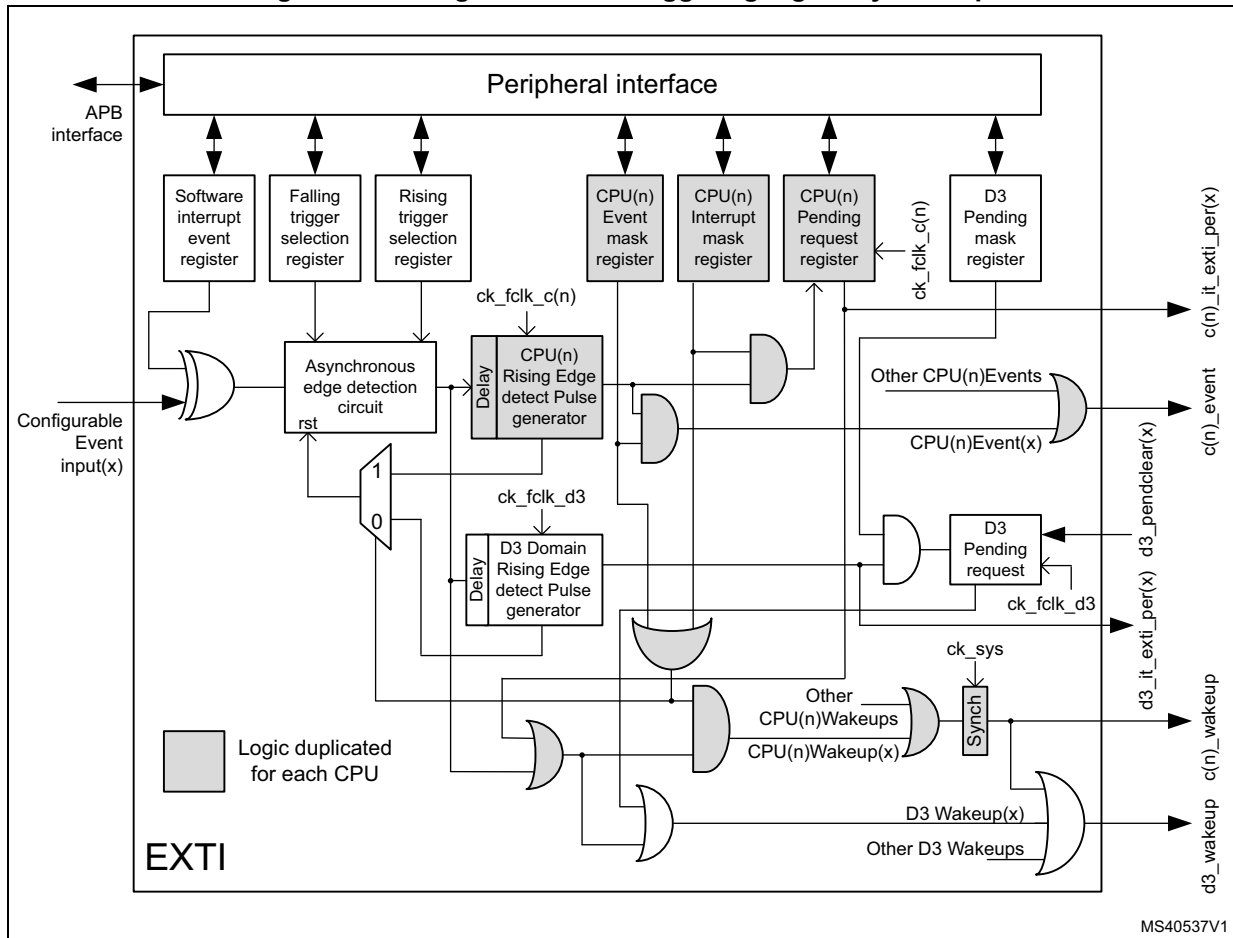 Peripheral interface
APB
interface
Software
interrupt
event
register
Falling
trigger
selection
register
Rising
trigger
selection
register
CPU(n)
Event
mask
register
CPU(n)
Interrupt
mask
register
CPU(n)
Pending
request
register
D3
Pending
mask
register
ck_fclk_c(n)
c(n)_it_exti_per(x)
ck_fclk_c(n)
Asynchronous
edge detection
circuit
rst
Delay
CPU(n)
Rising Edge
detect Pulse
generator
Other CPU(n)Events
CPU(n)Event(x)
c(n)_event
Configurable
Event
input(x)
1
0
ck_fclk_d3
Delay
D3 Domain
Rising Edge
detect Pulse
generator
D3
Pending
request
d3_pendclear(x)
ck_fclk_d3
d3_it_exti_per(x)
ck_sys
Other
CPU(n)Wakeups
CPU(n)Wakeup(x)
Synch
c(n)_wakeup
Logic duplicated
for each CPU
D3 Wakeup(x)
Other D3 Wakeups
d3_wakeup
EXTI
MS40537V1